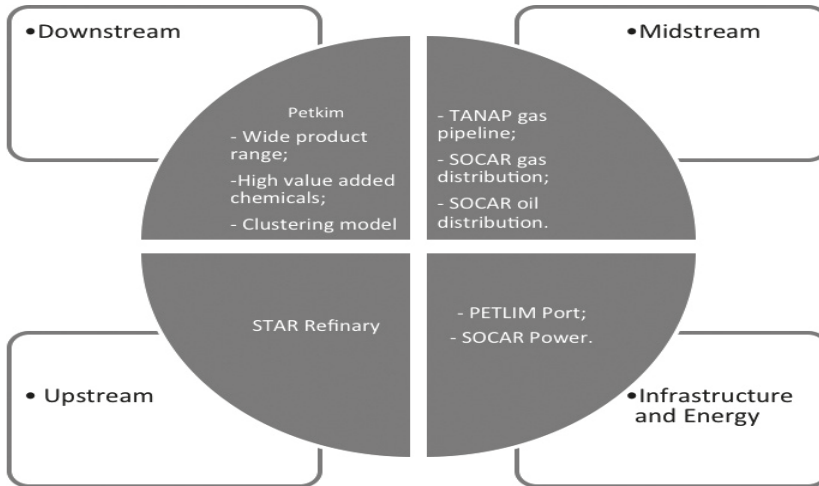 •Downstream
•Midstream
Petkim
- Wide product
range;
-High value added
chemicals;
- Clustering model
- TANAP gas
pipeline;
- SOCAR gas
distribution;
- SOCAR oil
distribution.
STAR Refinary
- PETLIM Port;
- SOCAR Power.
• Upstream
•Infrastructure
and Energy